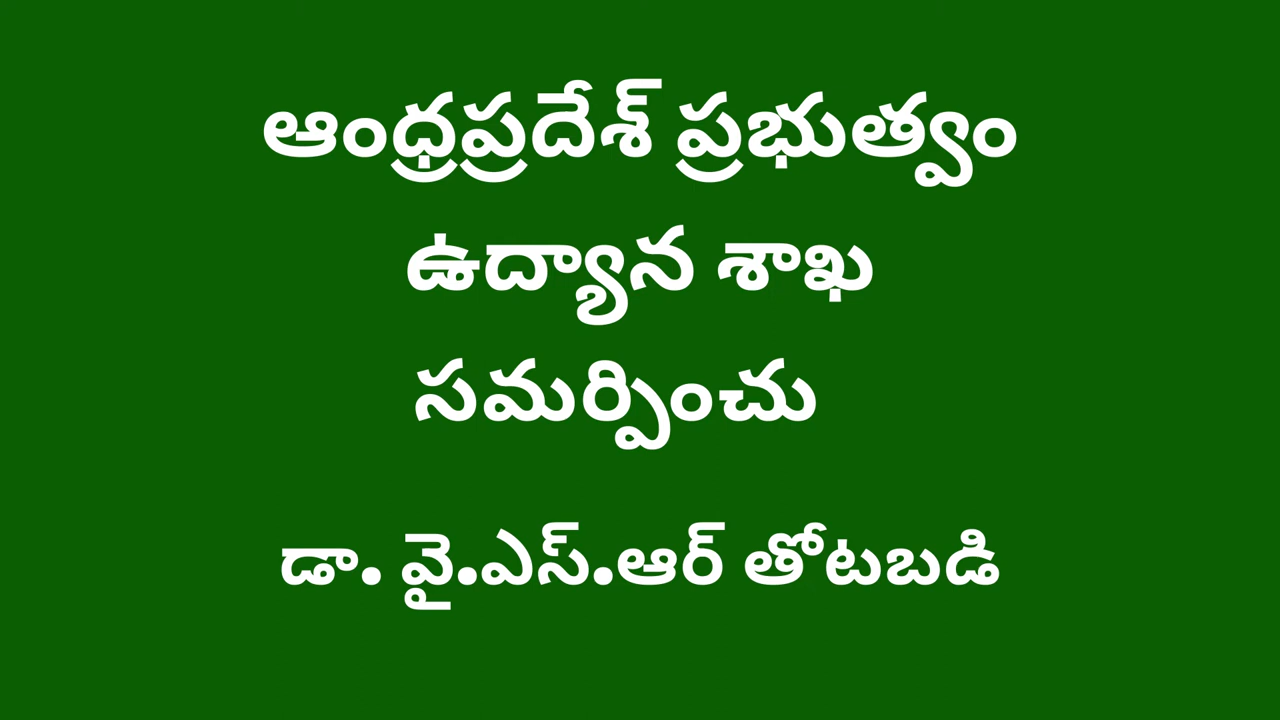 ఆంధ్రప్రదేశ్ ప్రభుత్వం
ఉద్యాన శాఖ
సమర్పించు
డా. వై.ఎస్.ఆర్ తోటబడి